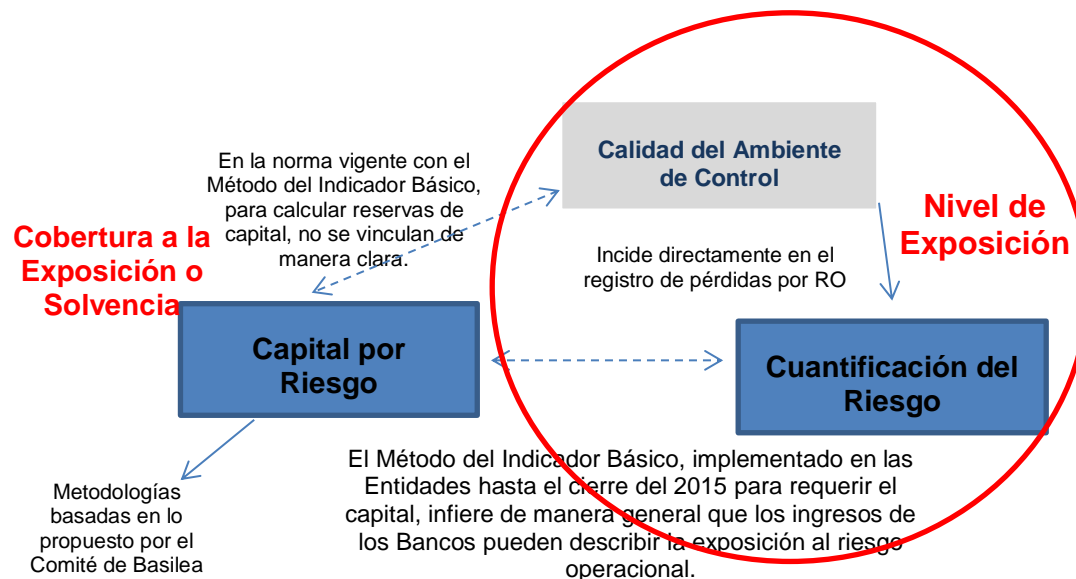 Calidad del Ambiente
de Control
En la norma vigente con el
Método del Indicador Básico,
para calcular reservas de
capital, no se vinculan de
manera clara.
Nivel de
Exposición
Cobertura a la
Exposición o
Solvencia
Incide directamente en el
registro de pérdidas por RO
Capital por
Riesgo
Cuantificación del
Riesgo
El Método del Indicador Básico, implementado en las
Entidades hasta el cierre del 2015 para requerir el
capital, infiere de manera general que los ingresos de
los Bancos pueden describir la exposición al riesgo
operacional.
Metodologías
basadas en lo
propuesto por el
Comité de Basilea